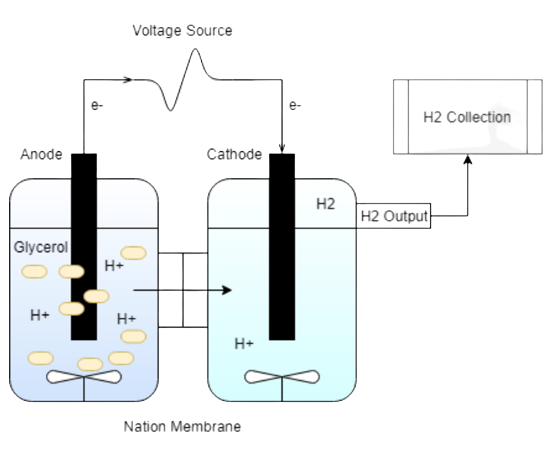 Voltage Source
e-
e-
H2 Collection
Anode
Cathode
H2
H2 Output
Glycerol
H+
H+
H+
H+
Nation Membrane